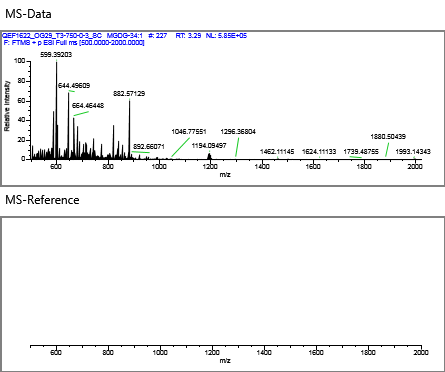 MS-Data
QEF1622_OG29_T3-750-0-3_BC MGDG-34:1 #: 227 RT: 3.29 NL: 5.85E+05
F: FTMS + p ESI Full ms [500.0000-2000.0000]
599.39203
100
644.49609
882.57129
80
664.46448
60
Relative Intensity
40
1046.77551
1296.36804
1880.50439
892.66071
1194.09497
1462.11145
1624.11133
1739.48755
1993.14343
20
0
600 800 1000 1200 1400 1600 1800 2000
m/z
MS-Reference
600 800 1000 1200 1400 1600 1800 2000
m/z